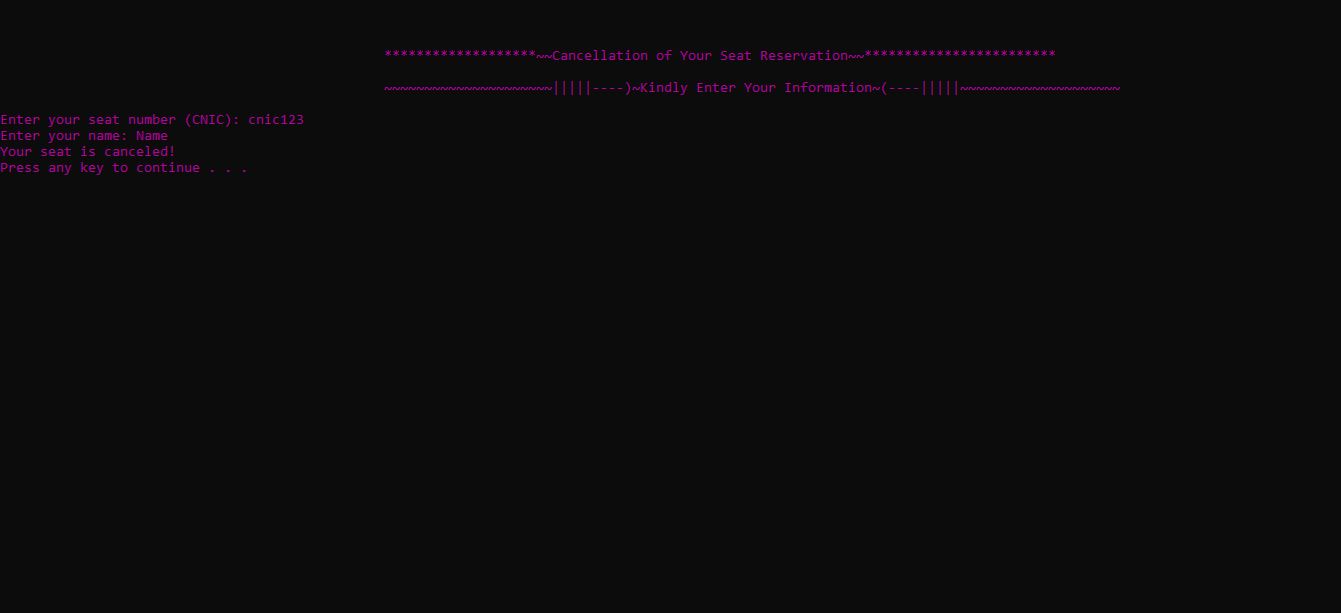 *******************~~Cancellation of Your Seat Reservation~~************************
~~~~~~~~~~~~~~~~~~~~~|||||----)~Kindly Enter Your Information~(----|||||~~~~~~~~~~~~~~~~~~~~
Enter your seat number (CNIC): cnic123
Enter your name: Name
Your seat is canceled!
Press any key to continue . . .